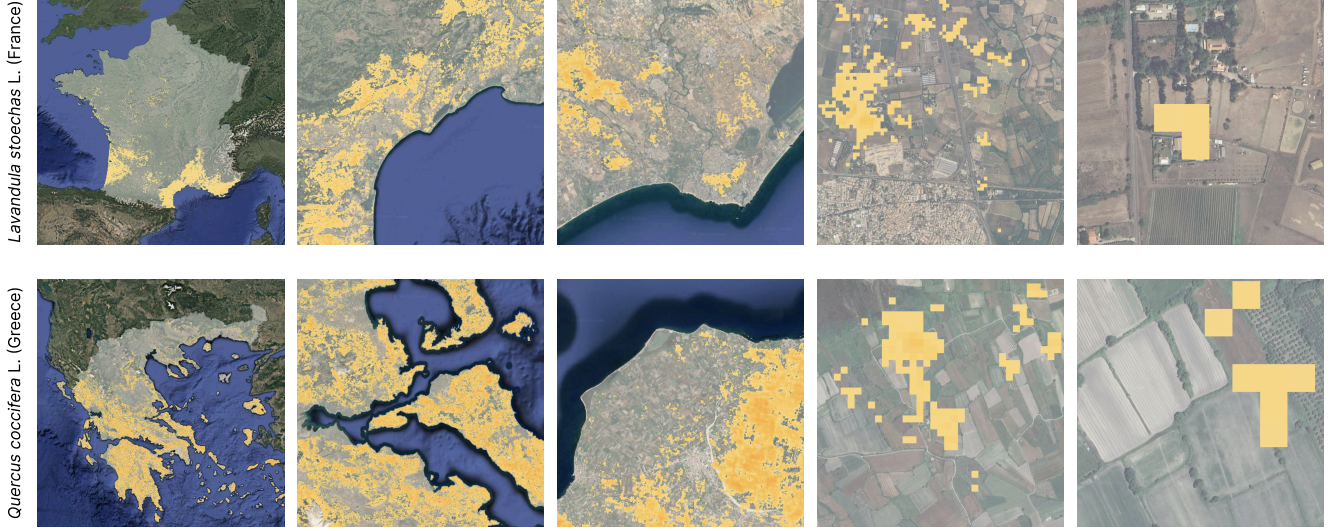 Lavandula stoechas L. (France)
Quercus coccifera L. (Greece)